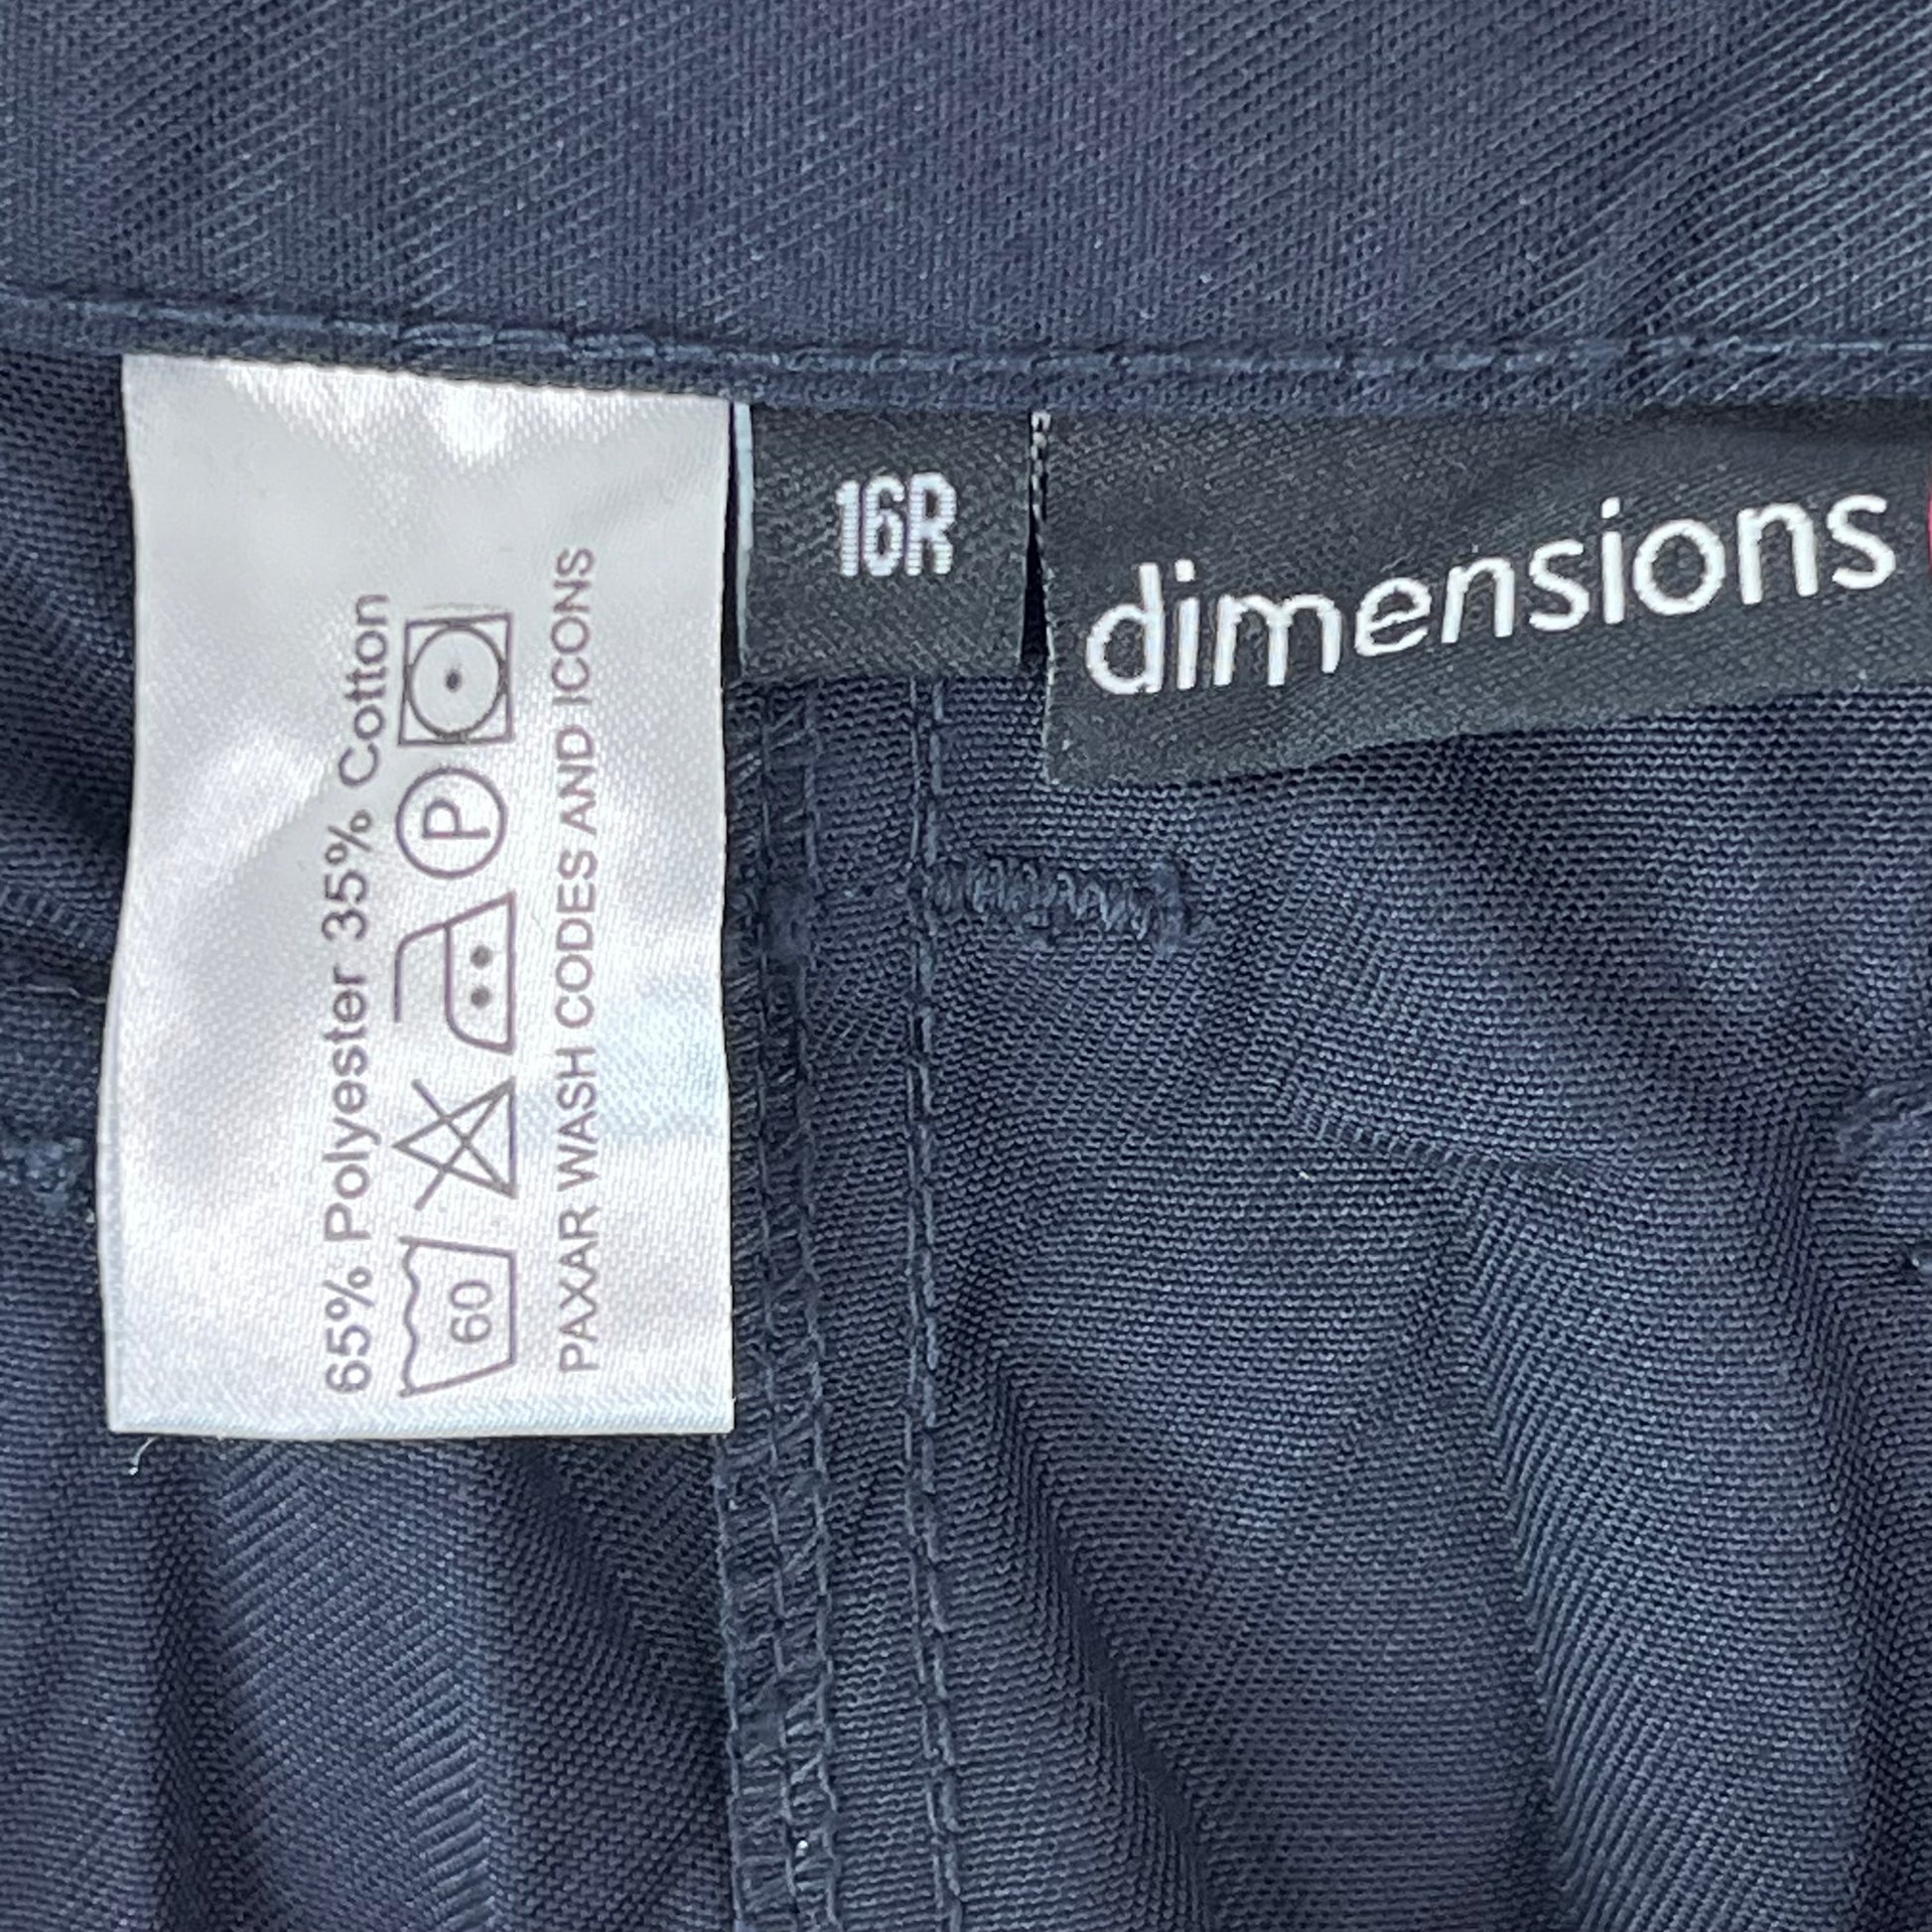 65% Polyester 35% Cotton
60 P
PAXAR WASH CODES AND ICONS
16R
dimensions